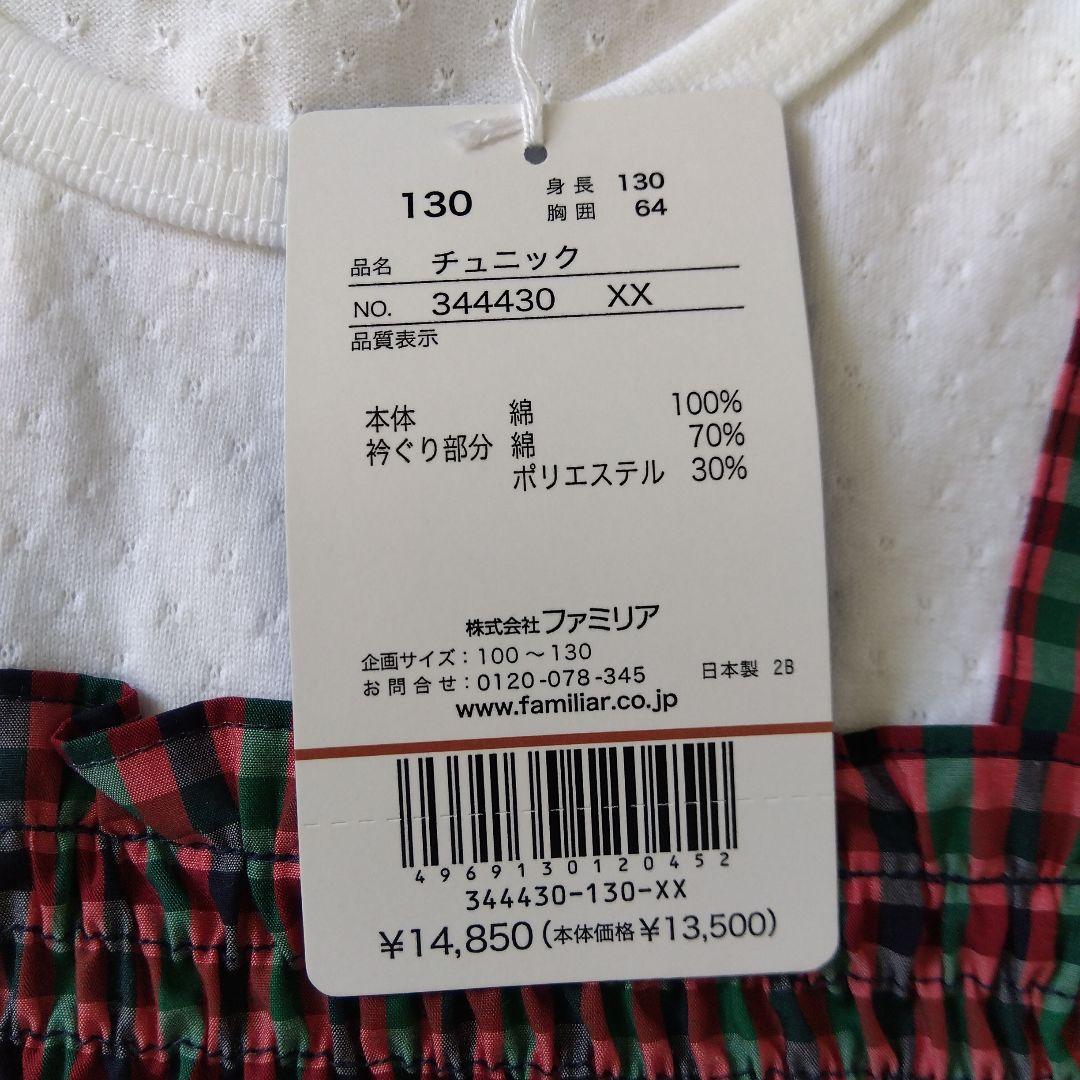 130 身長 130
胸囲 64
品名 チュニック
NO. 344430 XX
品質表示
本体 綿 100%
衿ぐり部分 綿 70%
ポリエステル 30%
株式会社ファミリア
企画サイズ：100～130
お問合せ：0120-078-345 日本製 2B
www.familiar.co.jp
4969130120452
344430-130-XX
¥14,850(本体価格¥13,500)